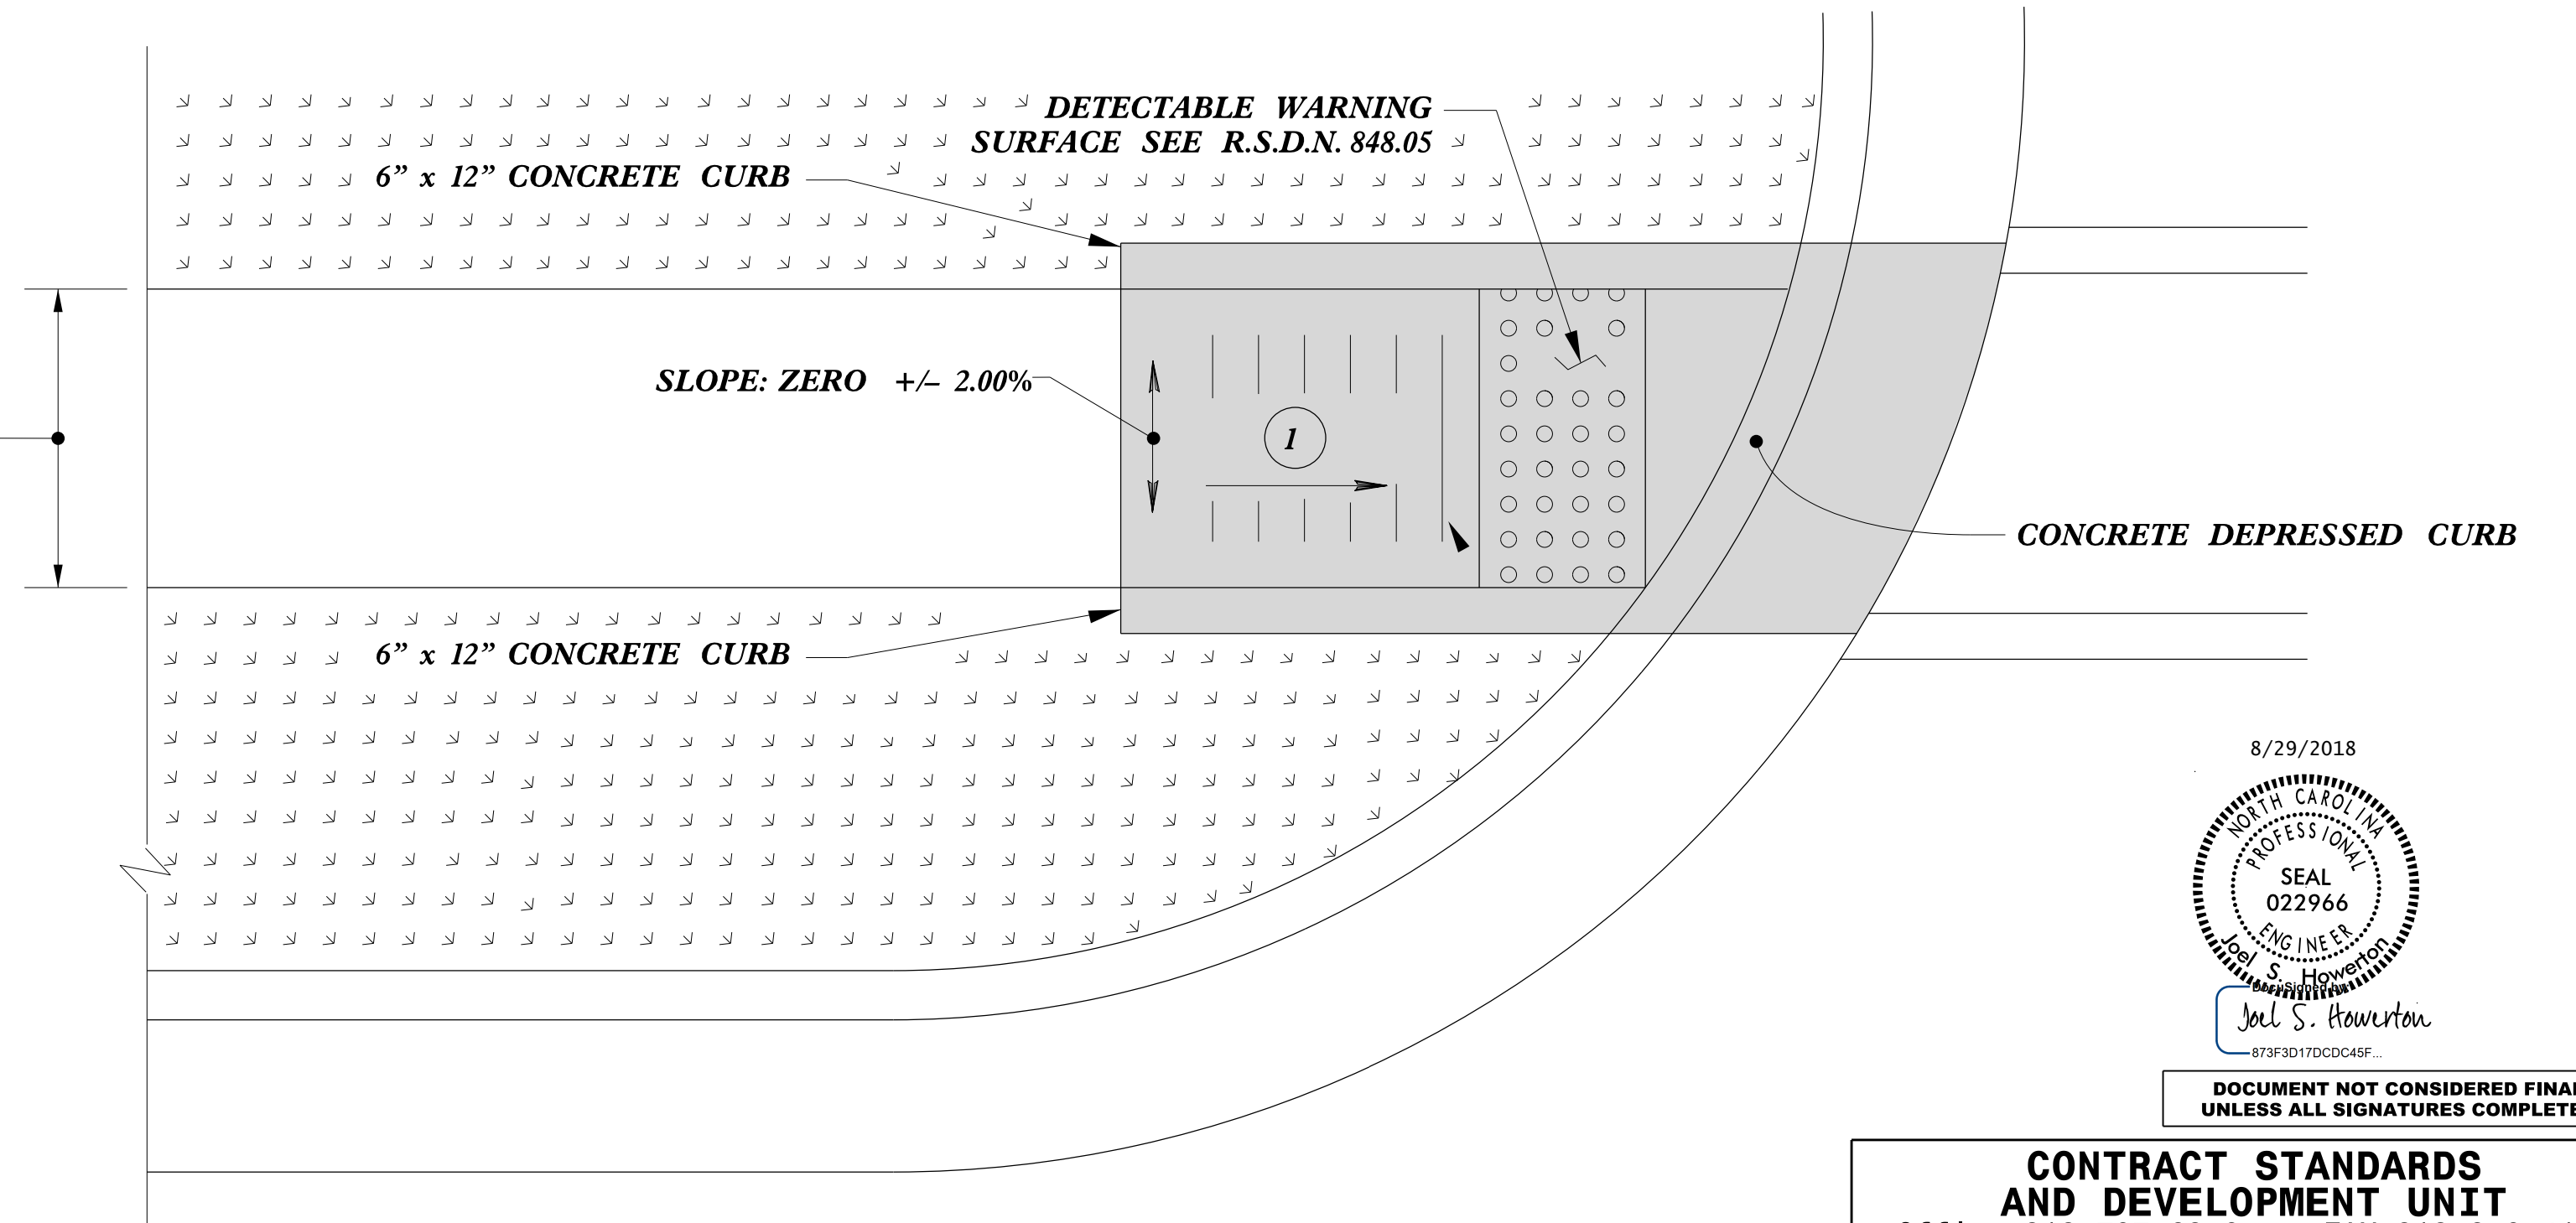 DETECTABLE WARNING
SURFACE SEE R.S.D.N. 848.05
6” x 12” CONCRETE CURB
SLOPE: ZERO +/– 2.00%
1
CONCRETE DEPRESSED CURB
6” x 12” CONCRETE CURB
8/29/2018
NORTH CAROLINA
PROFESSIONAL
SEAL
022966
ENGINEER
Joel S. Howerton
DocuSigned by:
Joel S. Howerton
873F3D17DCDC45F...
DOCUMENT NOT CONSIDERED FINAL
UNLESS ALL SIGNATURES COMPLETE
CONTRACT STANDARDS
AND DEVELOPMENT UNIT